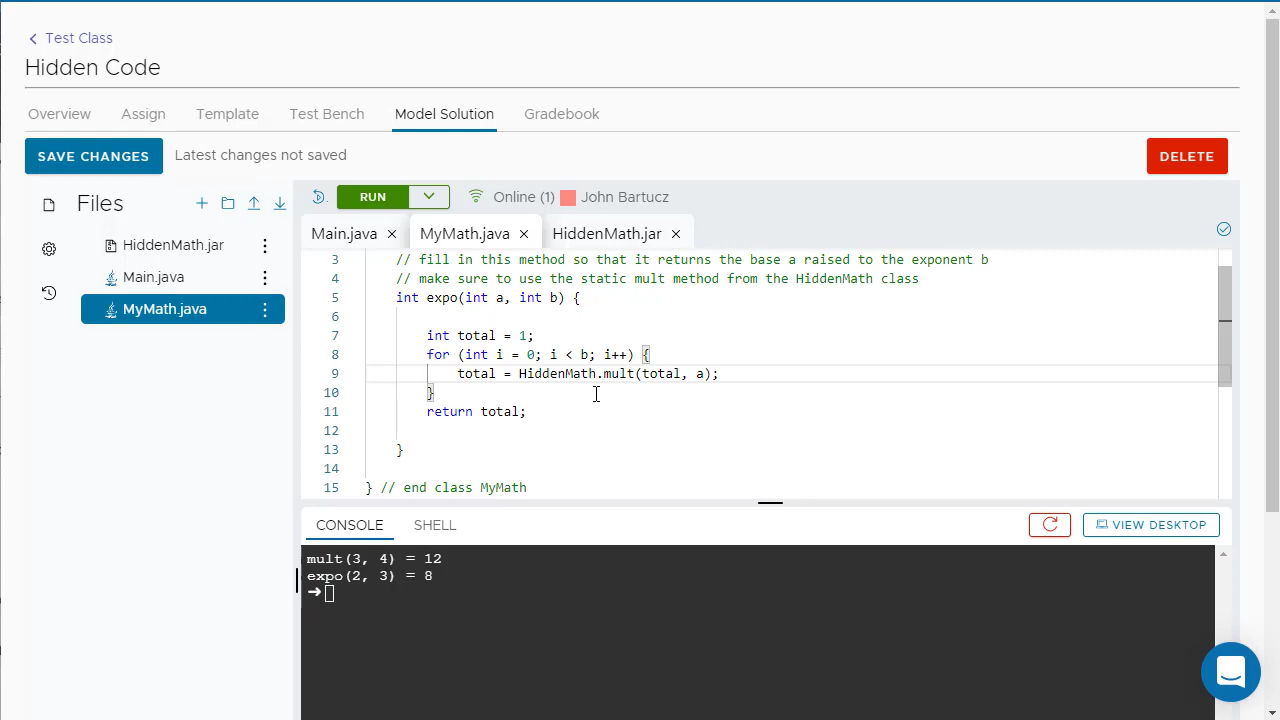 Test Class
Hidden Code
Overview Assign Template Test Bench Model Solution Gradebook
SAVE CHANGES Latest changes not saved DELETE
Files RUN Online (1) John Bartucz
Main.java MyMath.java HiddenMath.jar
HiddenMath.jar
Main.java
MyMath.java
3 // fill in this method so that it returns the base a raised to the exponent b
4 // make sure to use the static mult method from the HiddenMath class
5 int expo(int a, int b) {
6
7 int total = 1;
8 for (int i = 0; i < b; i++) {
9 total = HiddenMath.mult(total, a);
10 }
11 return total;
12
13 }
14
15 } // end class MyMath
CONSOLE SHELL VIEW DESKTOP
mult(3, 4) = 12
expo(2, 3) = 8
➜